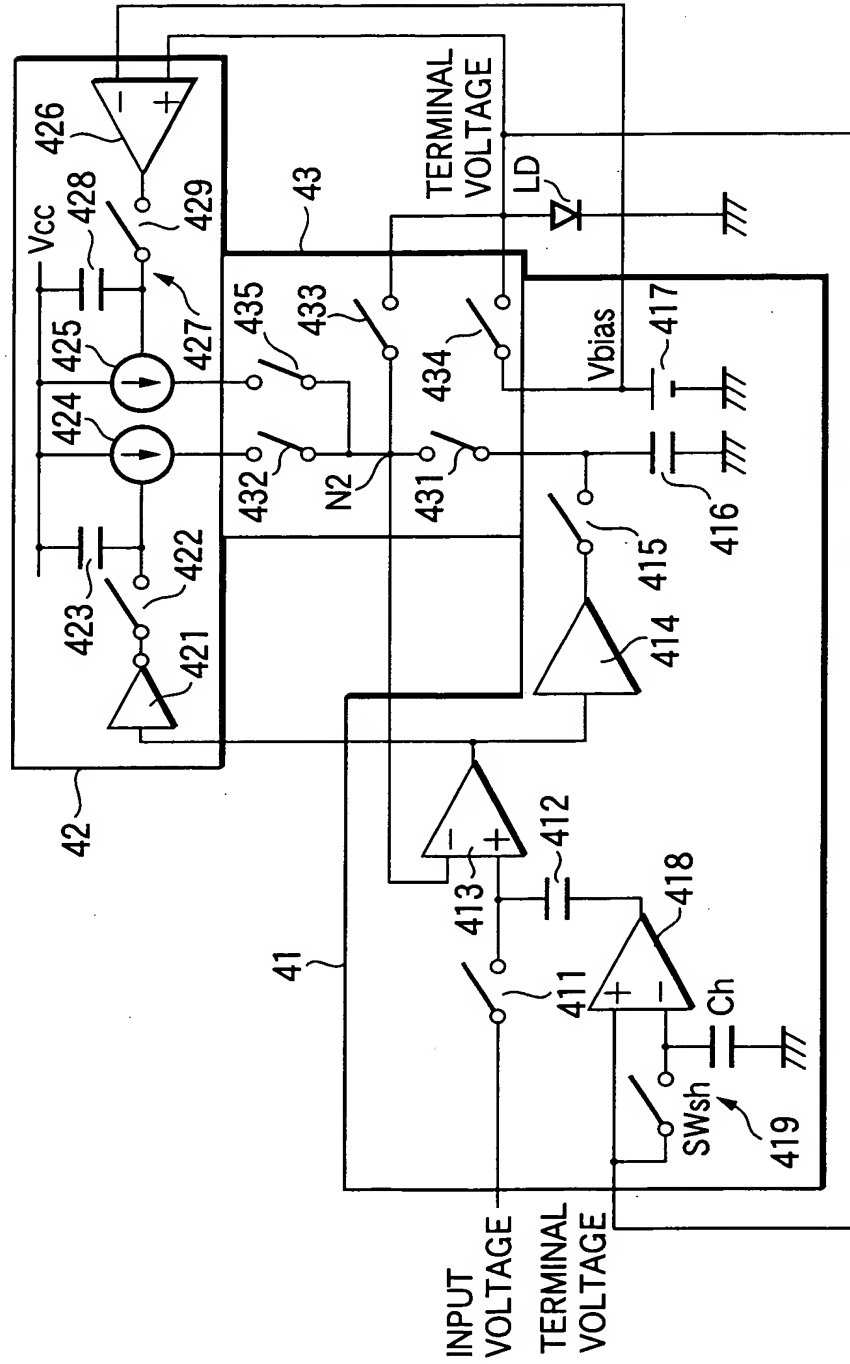 42
421
422
423
424
425
Vcc
428
426
−
+
429
427
43
432
435
N2
433
431
434
TERMINAL
VOLTAGE
LD
Vbias
417
416
415
414
41
−
+
413
412
411
418
+
−
Ch
SWsh
419
INPUT
VOLTAGE
TERMINAL
VOLTAGE